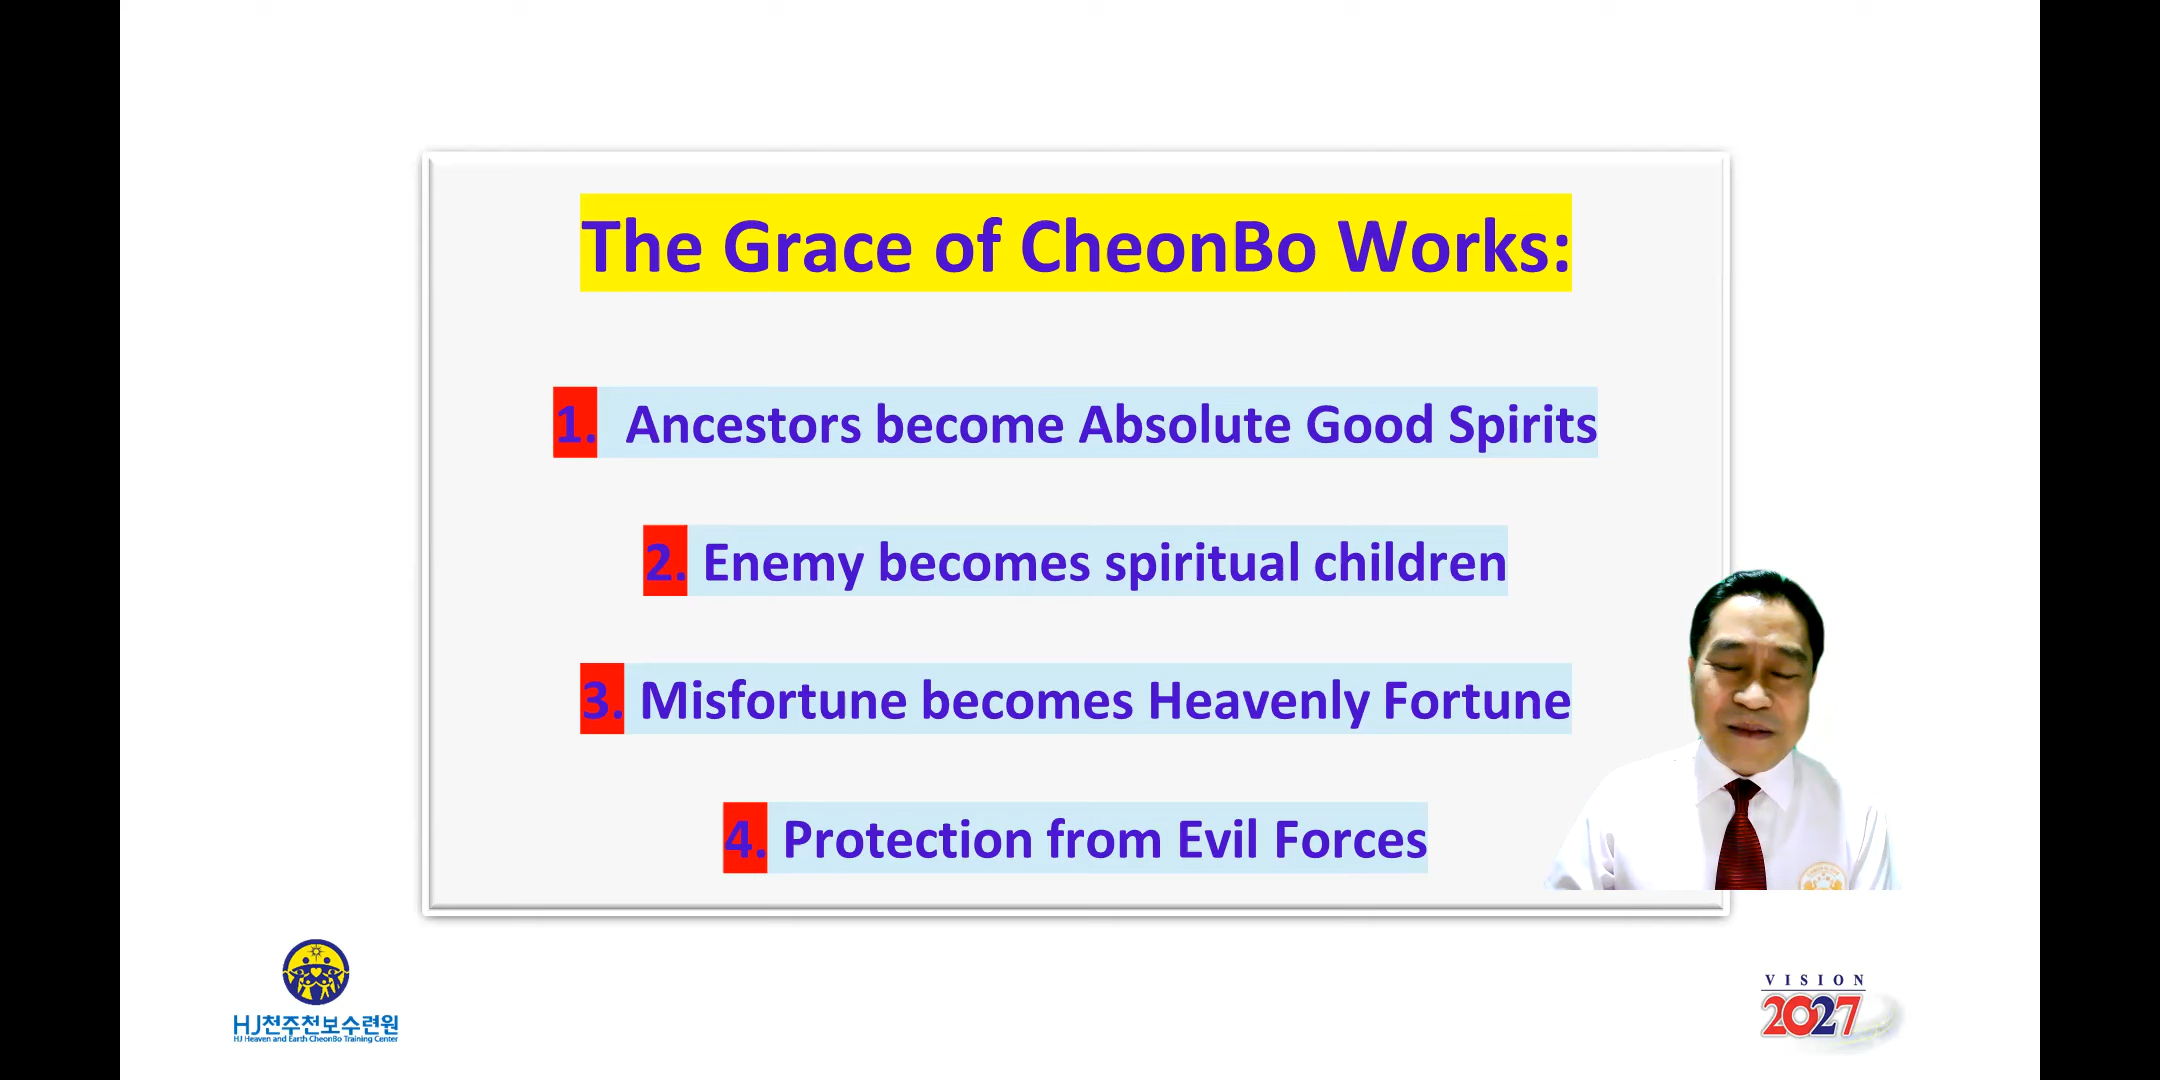 The Grace of CheonBo Works:
1. Ancestors become Absolute Good Spirits
2. Enemy becomes spiritual children
3. Misfortune becomes Heavenly Fortune
4. Protection from Evil Forces
HJ천주천보수련원
HJ Heaven and Earth CheonBo Training Center
VISION
2027